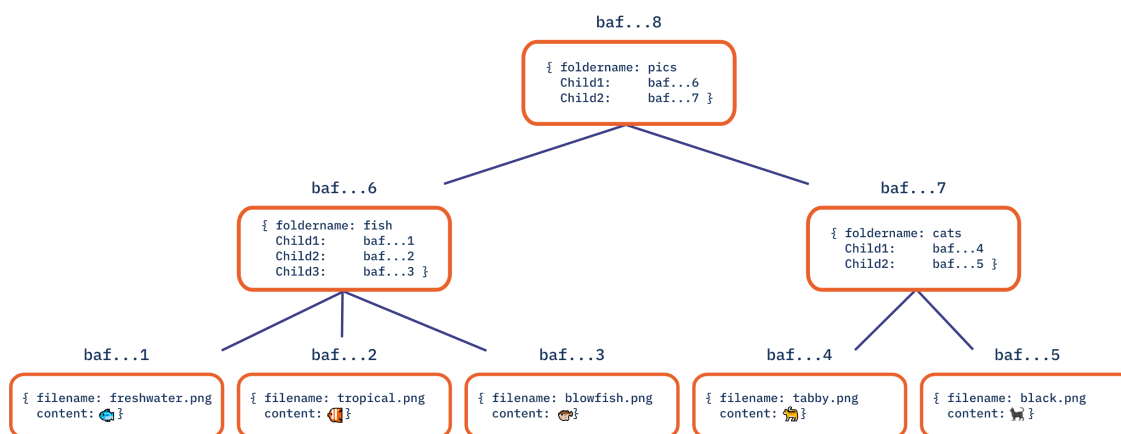 baf...8
{ foldername: pics
Child1: baf...6
Child2: baf...7 }
baf...6
{ foldername: fish
Child1: baf...1
Child2: baf...2
Child3: baf...3 }
baf...7
{ foldername: cats
Child1: baf...4
Child2: baf...5 }
baf...1
{ filename: freshwater.png
content: }
baf...2
{ filename: tropical.png
content: }
baf...3
{ filename: blowfish.png
content: }
baf...4
{ filename: tabby.png
content: }
baf...5
{ filename: black.png
content: }